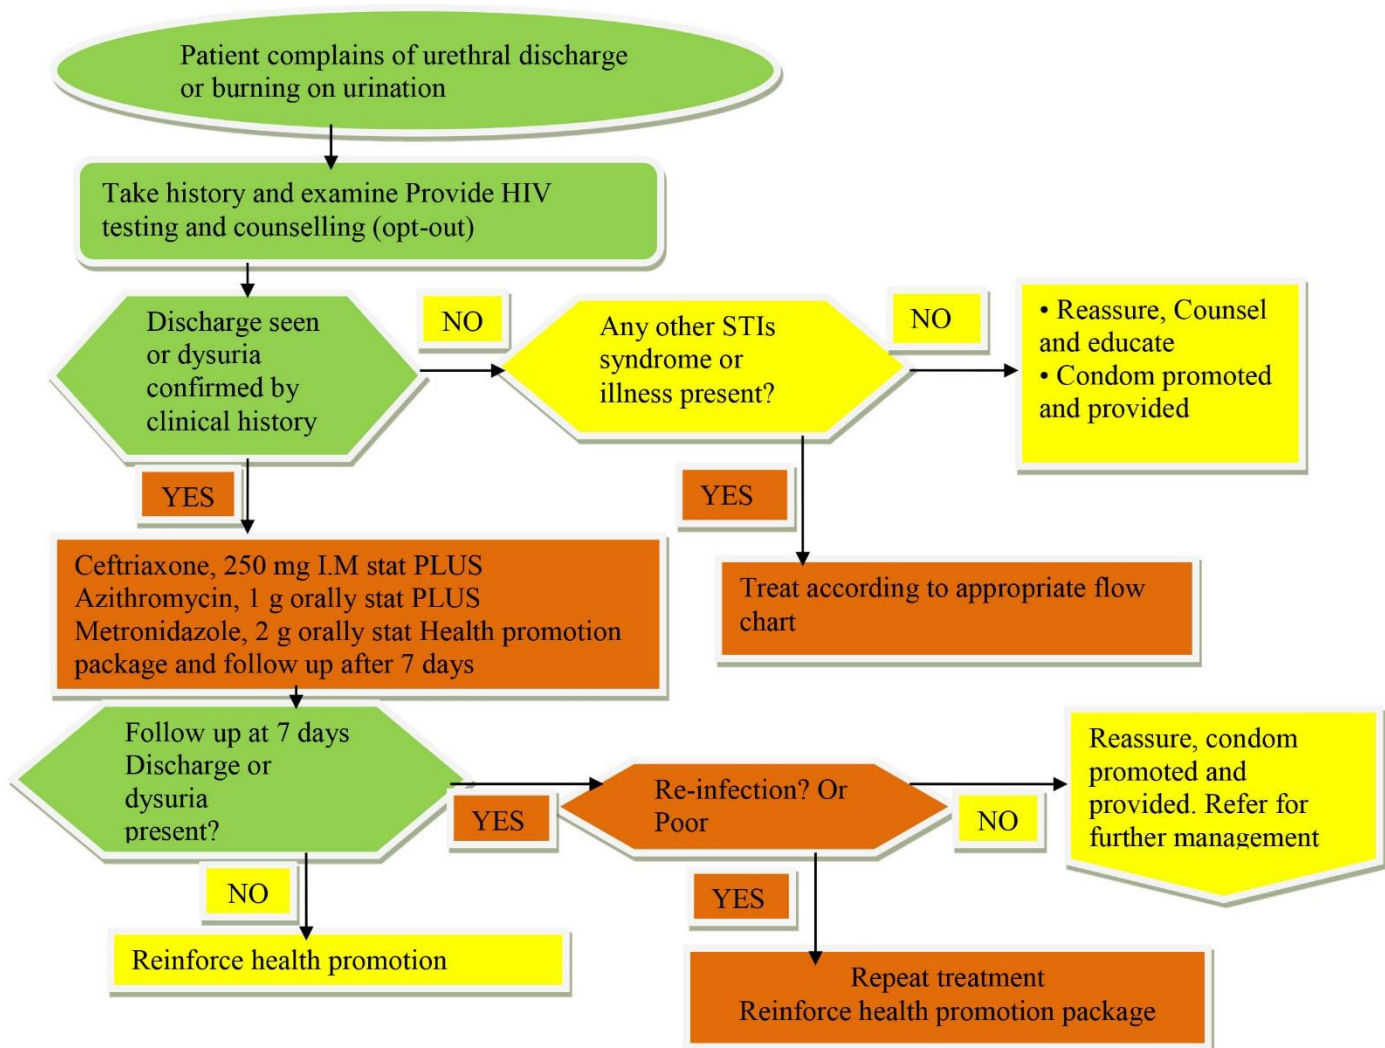 Patient complains of urethral discharge
or burning on urination
Take history and examine Provide HIV
testing and counselling (opt-out)
Discharge seen
or dysuria
confirmed by
clinical history
NO
Any other STIs
syndrome or
illness present?
NO
• Reassure, Counsel
and educate
• Condom promoted
and provided
YES
YES
Ceftriaxone, 250 mg I.M stat PLUS
Azithromycin, 1 g orally stat PLUS
Metronidazole, 2 g orally stat Health promotion
package and follow up after 7 days
Treat according to appropriate flow
chart
Follow up at 7 days
Discharge or
dysuria
present?
YES
Re-infection? Or
Poor
NO
Reassure, condom
promoted and
provided. Refer for
further management
NO
Reinforce health promotion
YES
Repeat treatment
Reinforce health promotion package